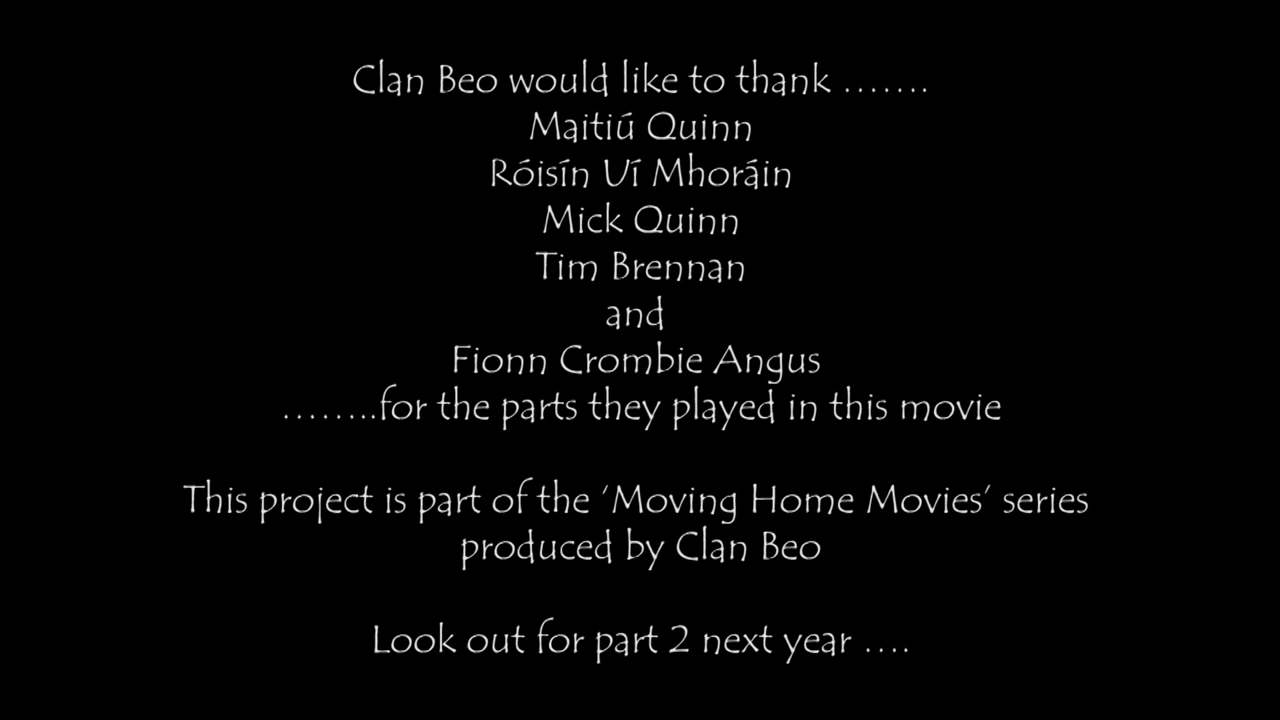 Clan Beo would like to thank …….
Maitiú Quinn
Róisín Uí Mhoráin
Mick Quinn
Tim Brennan
and
Fionn Crombie Angus
……..for the parts they played in this movie
This project is part of the ‘Moving Home Movies’ series
produced by Clan Beo
Look out for part 2 next year ….